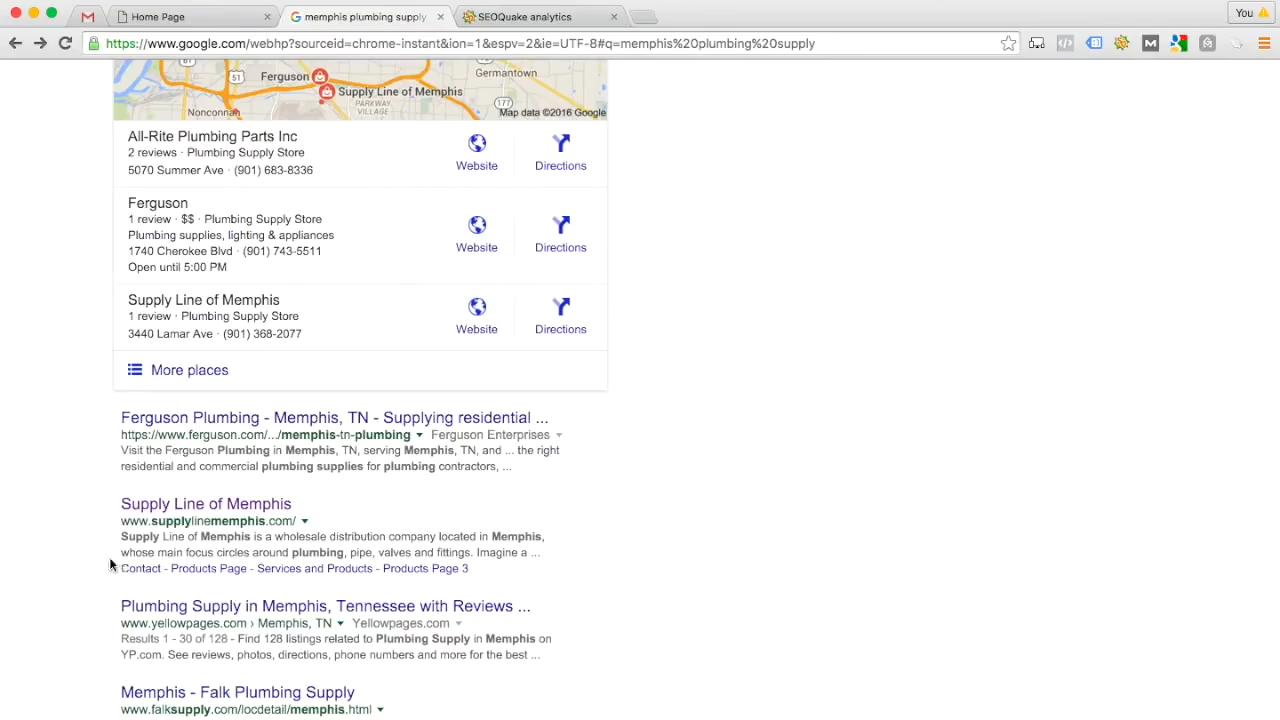 Home Page
memphis plumbing supply
SEOQuake analytics
You
https://www.google.com/webhp?sourceid=chrome-instant&ion=1&espv=2&ie=UTF-8#q=memphis%20plumbing%20supply
61
51
Ferguson
Germantown
Supply Line of Memphis
PARKWAY
VILLAGE
177
Nonconnah
Map data ©2016 Google
All-Rite Plumbing Parts Inc
2 reviews · Plumbing Supply Store
5070 Summer Ave · (901) 683-8336
Website
Directions
Ferguson
1 review · $$ · Plumbing Supply Store
Plumbing supplies, lighting & appliances
1740 Cherokee Blvd · (901) 743-5511
Open until 5:00 PM
Website
Directions
Supply Line of Memphis
1 review · Plumbing Supply Store
3440 Lamar Ave · (901) 368-2077
Website
Directions
More places
Ferguson Plumbing - Memphis, TN - Supplying residential ...
https://www.ferguson.com/.../memphis-tn-plumbing Ferguson Enterprises
Visit the Ferguson Plumbing in Memphis, TN, serving Memphis, TN, and ... the right
residential and commercial plumbing supplies for plumbing contractors, ...
Supply Line of Memphis
www.supplylinememphis.com/
Supply Line of Memphis is a wholesale distribution company located in Memphis,
whose main focus circles around plumbing, pipe, valves and fittings. Imagine a ...
Contact - Products Page - Services and Products - Products Page 3
Plumbing Supply in Memphis, Tennessee with Reviews ...
www.yellowpages.com › Memphis, TN Yellowpages.com
Results 1 - 30 of 128 - Find 128 listings related to Plumbing Supply in Memphis on
YP.com. See reviews, photos, directions, phone numbers and more for the best ...
Memphis - Falk Plumbing Supply
www.falksupply.com/locdetail/memphis.html